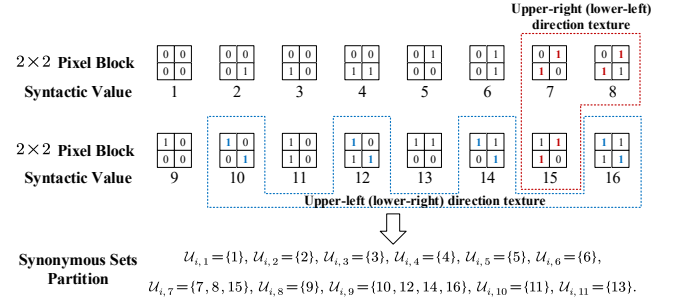 Upper-right (lower-left)
direction texture
2×2 Pixel Block
0 0 0 0 0 0 0 0 0 1 0 1 0 1 0 1
0 0 0 1 1 0 1 1 0 0 0 1 1 0 1 1
Syntactic Value 1 2 3 4 5 6 7 8
2×2 Pixel Block
1 0 1 0 1 0 1 0 1 1 1 1 1 1 1 1
0 0 0 1 1 0 1 1 0 0 0 1 1 0 1 1
Syntactic Value 9 10 11 12 13 14 15 16
Upper-left (lower-right) direction texture
Synonymous Sets
Partition
𝒰i,1={1}, 𝒰i,2={2}, 𝒰i,3={3}, 𝒰i,4={4}, 𝒰i,5={5}, 𝒰i,6={6},
𝒰i,7={7, 8, 15}, 𝒰i,8={9}, 𝒰i,9={10, 12, 14, 16}, 𝒰i,10={11}, 𝒰i,11={13}.